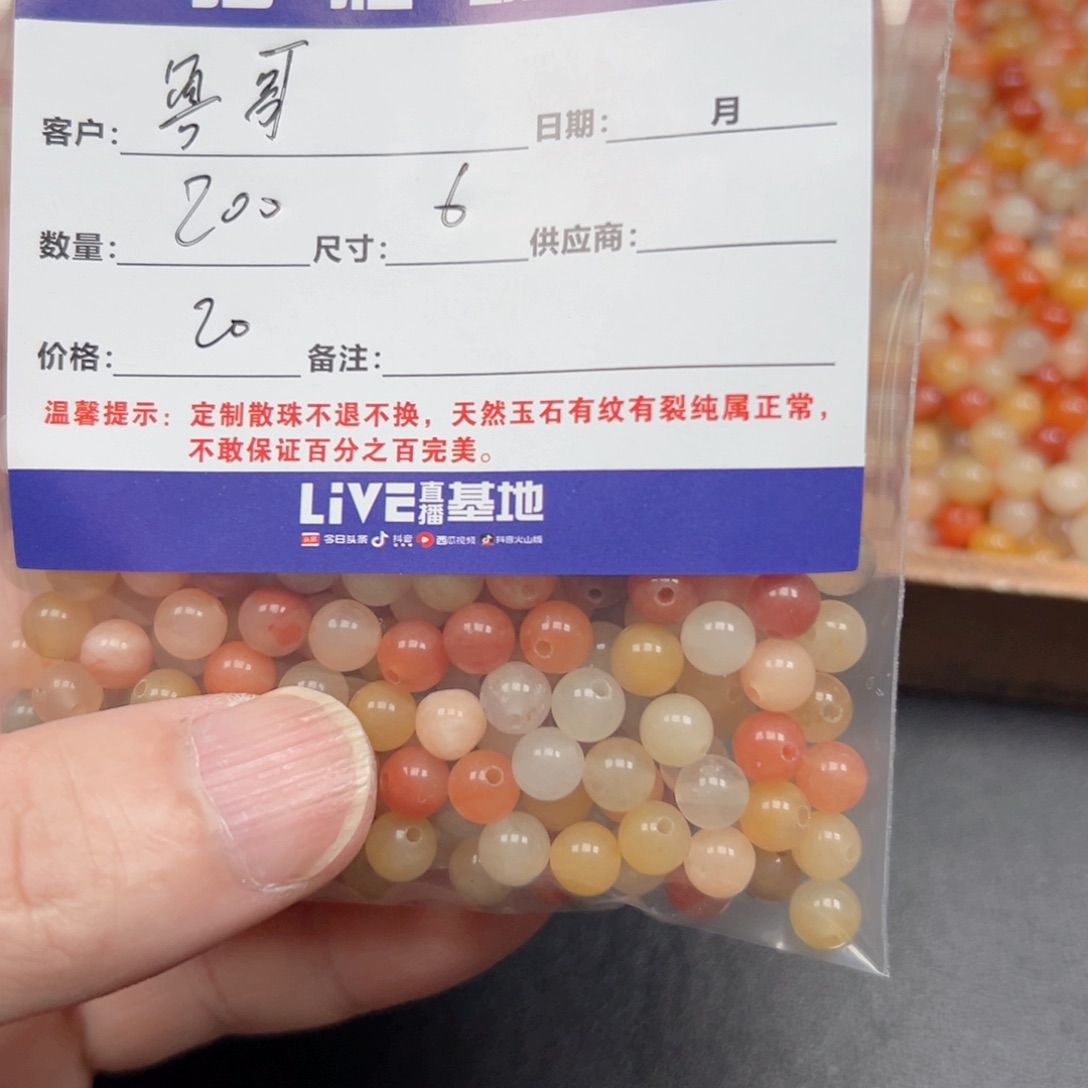 客户: 粤哥 日期: 月
数量: 200 尺寸: 6 供应商:
价格: 20 备注:
温馨提示: 定制散珠不退不换,天然玉石有纹有裂纯属正常,
不敢保证百分之百完美。
LiVE直播基地
头条 今日头条 抖音 西瓜视频 抖音火山版